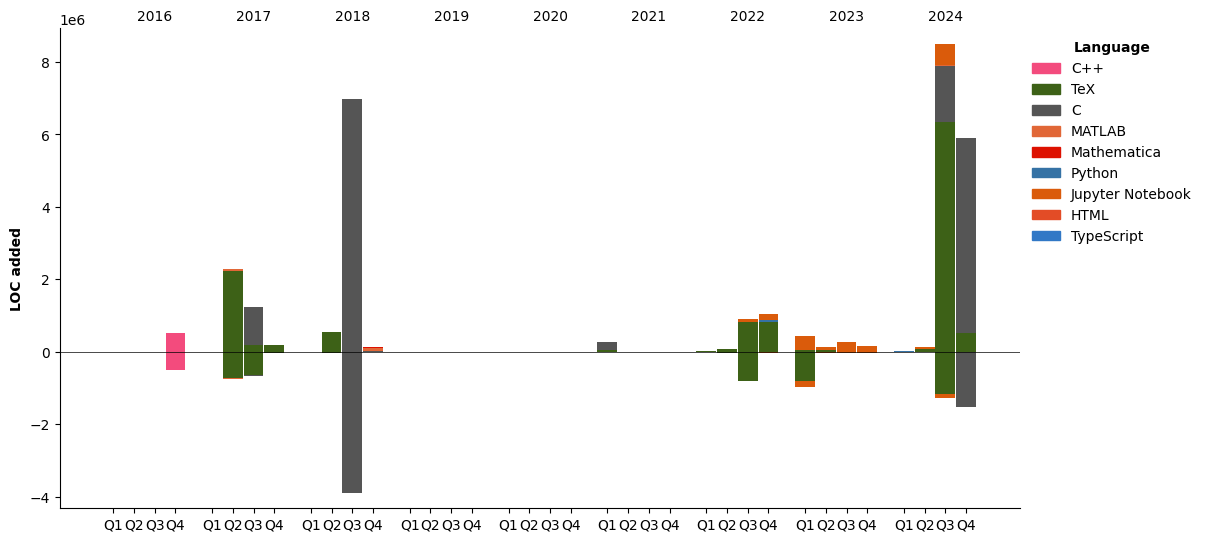 2016 2017 2018 2019 2020 2021 2022 2023 2024
1e6
8
6
4
2
0
−2
−4
LOC added
Q1 Q2 Q3 Q4 Q1 Q2 Q3 Q4 Q1 Q2 Q3 Q4 Q1 Q2 Q3 Q4 Q1 Q2 Q3 Q4 Q1 Q2 Q3 Q4 Q1 Q2 Q3 Q4 Q1 Q2 Q3 Q4 Q1 Q2 Q3 Q4
Language
C++
TeX
C
MATLAB
Mathematica
Python
Jupyter Notebook
HTML
TypeScript